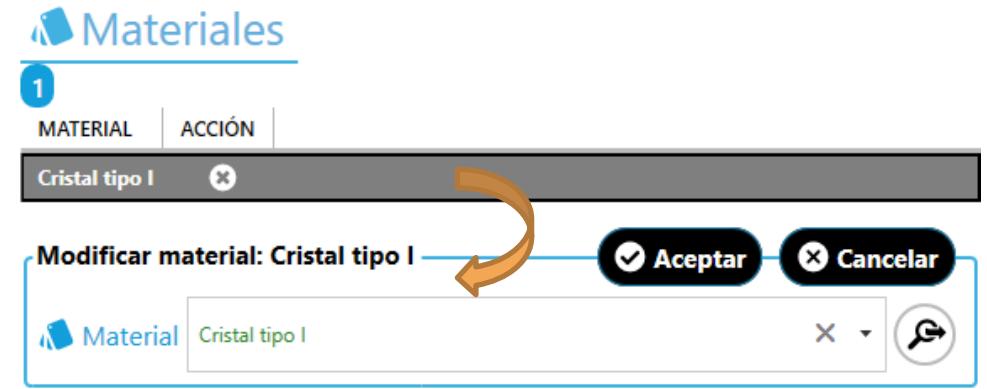 Materiales
1
MATERIAL ACCIÓN
Cristal tipo I
Modificar material: Cristal tipo I Aceptar Cancelar
Material Cristal tipo I